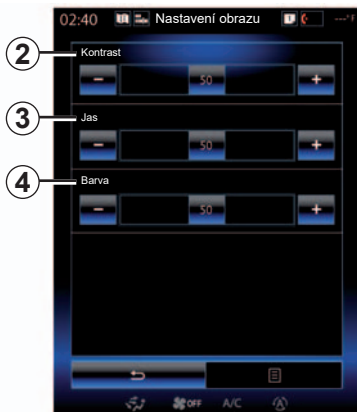 02:40 Nastavení obrazu
2
Kontrast
- 50 +
3
Jas
- 50 +
4
Barva
- 50 +
OFF A/C